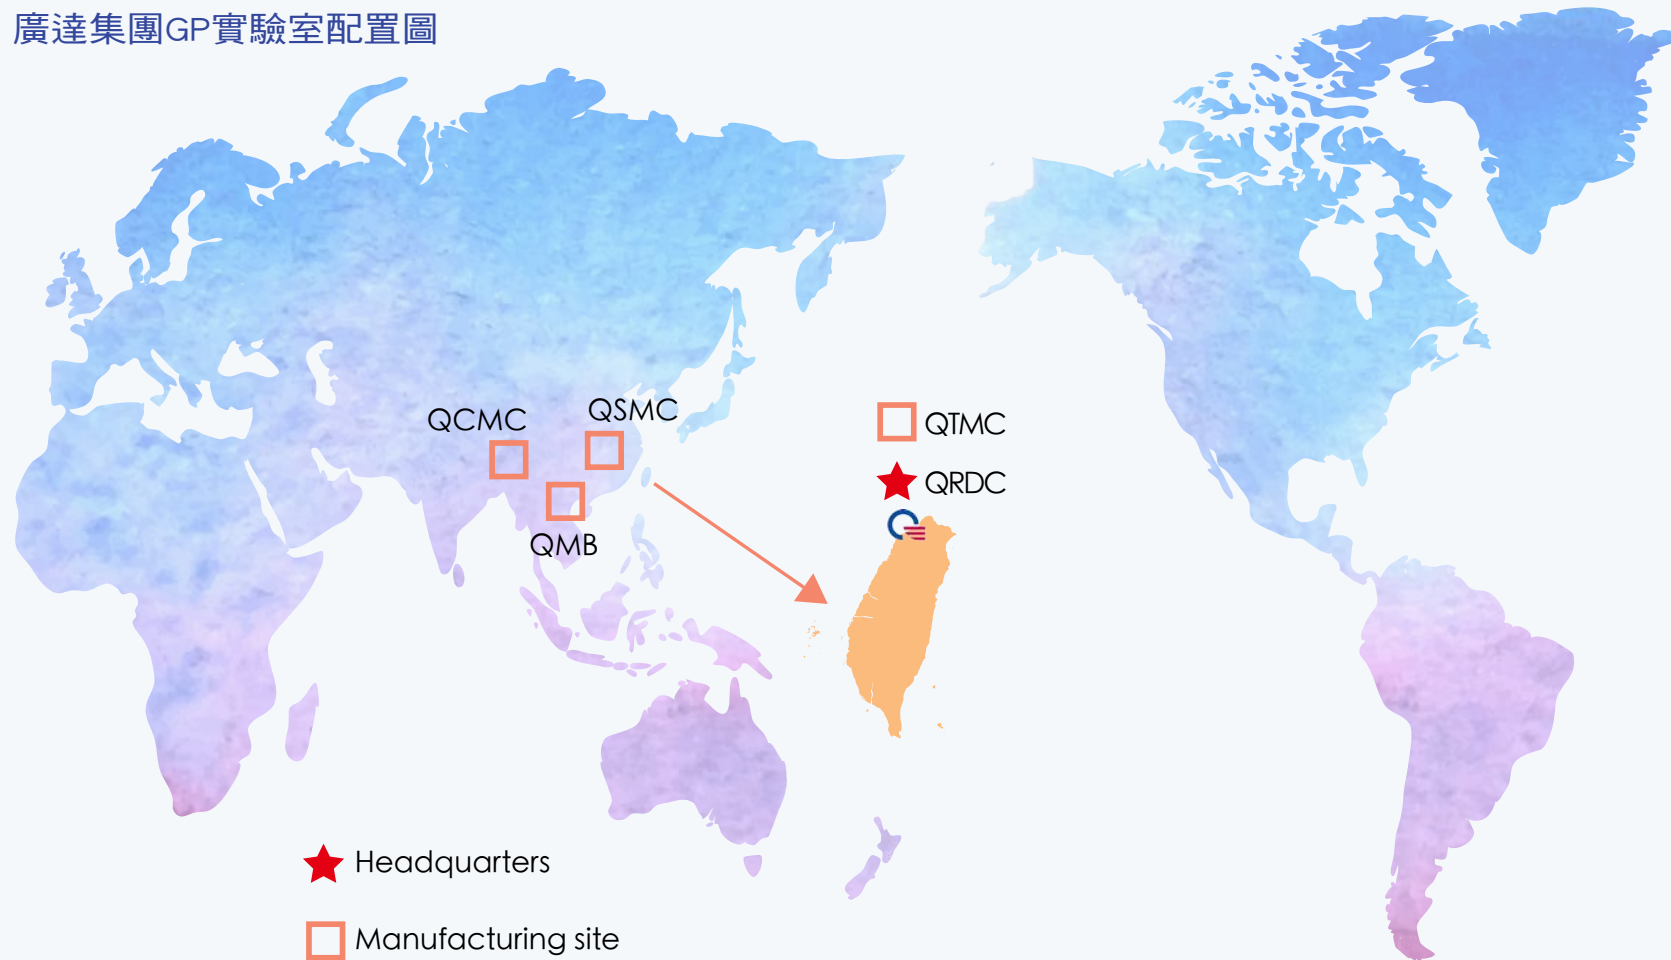 廣達集團GP實驗室配置圖
QCMC
QSMC
QMB
QTMC
QRDC
Headquarters
Manufacturing site